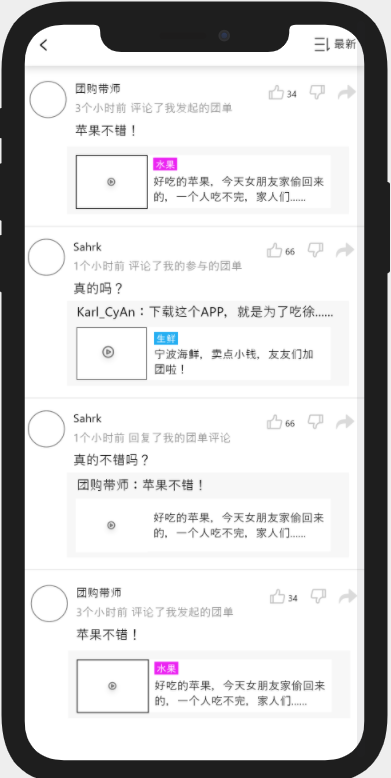 最新
团购带师
34
3个小时前 评论了我发起的团单
苹果不错！
水果
好吃的苹果，今天女朋友家偷回来
的，一个人吃不完，家人们......
Sahrk
66
1个小时前 评论了我的参与的团单
真的吗？
Karl_CyAn：下载这个APP，就是为了吃徐......
生鲜
宁波海鲜，卖点小钱，友友们加
团啦！
Sahrk
66
1个小时前 回复了我的团单评论
真的不错吗？
团购带师：苹果不错！
好吃的苹果，今天女朋友家偷回来
的，一个人吃不完，家人们......
团购带师
34
3个小时前 评论了我发起的团单
苹果不错！
水果
好吃的苹果，今天女朋友家偷回来
的，一个人吃不完，家人们......